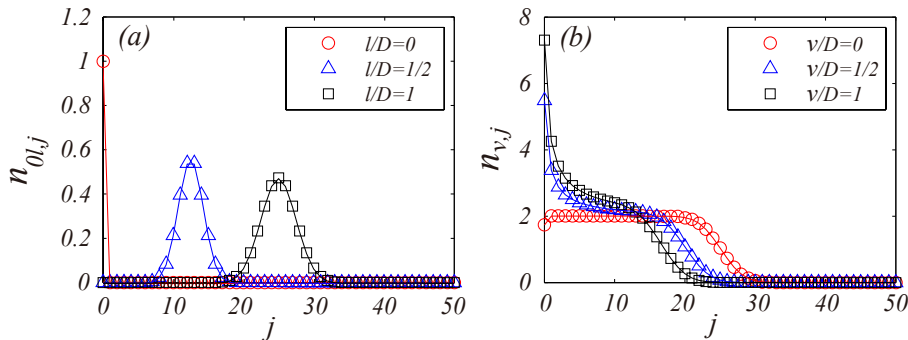 (a)
l/D=0
l/D=1/2
l/D=1
1.2
1
0.8
0.6
0.4
0.2
0
0 10 20 30 40 50
n0l,j
j
(b)
ν/D=0
ν/D=1/2
ν/D=1
8
6
4
2
0
0 10 20 30 40 50
nν,j
j